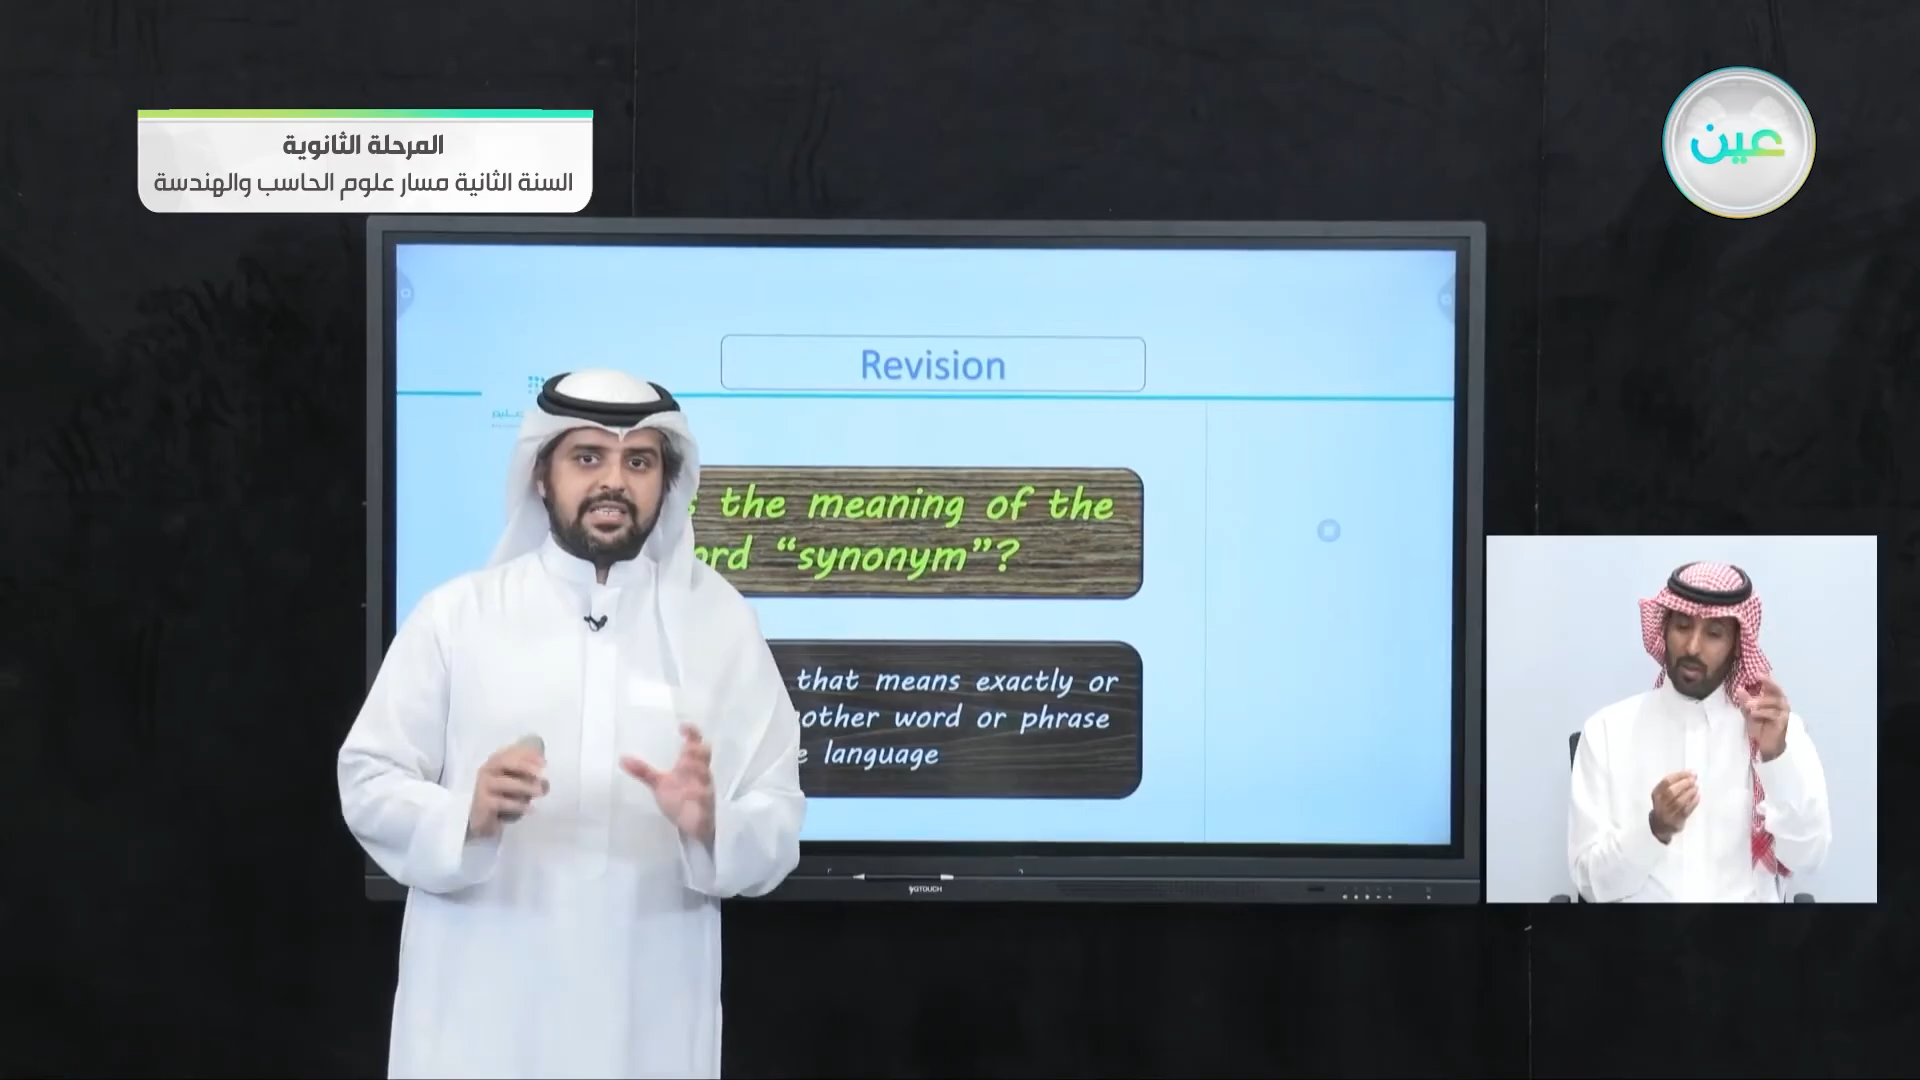 المرحلة الثانوية
السنة الثانية مسار علوم الحاسب والهندسة
عين
Revision
the meaning of the
“synonym”?
that means exactly or
word or phrase
language